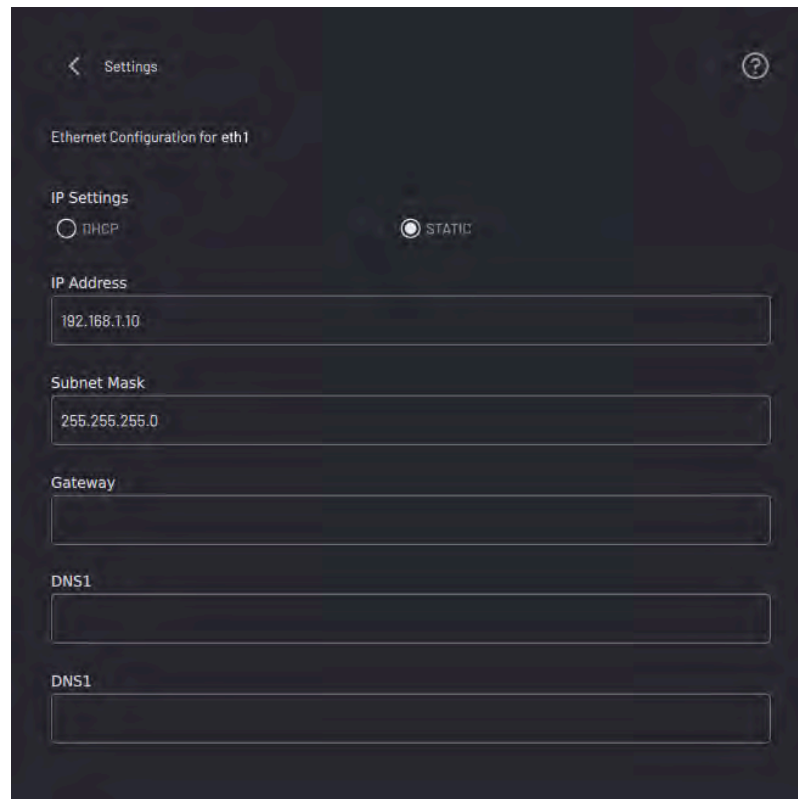 Settings
Ethernet Configuration for eth1
IP Settings
DHCP STATIC
IP Address
192.168.1.10
Subnet Mask
255.255.255.0
Gateway
DNS1
DNS1